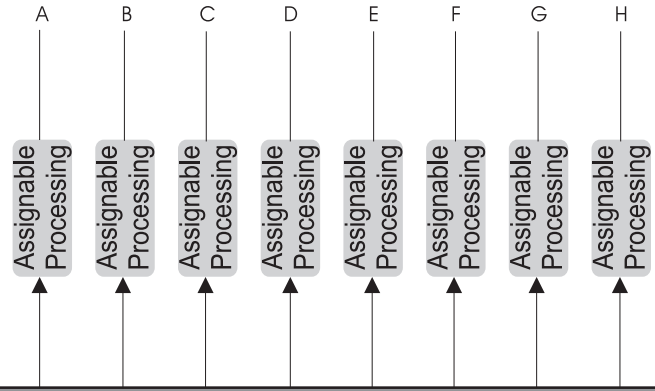 A B C D E F G H
Assignable
Processing
Assignable
Processing
Assignable
Processing
Assignable
Processing
Assignable
Processing
Assignable
Processing
Assignable
Processing
Assignable
Processing